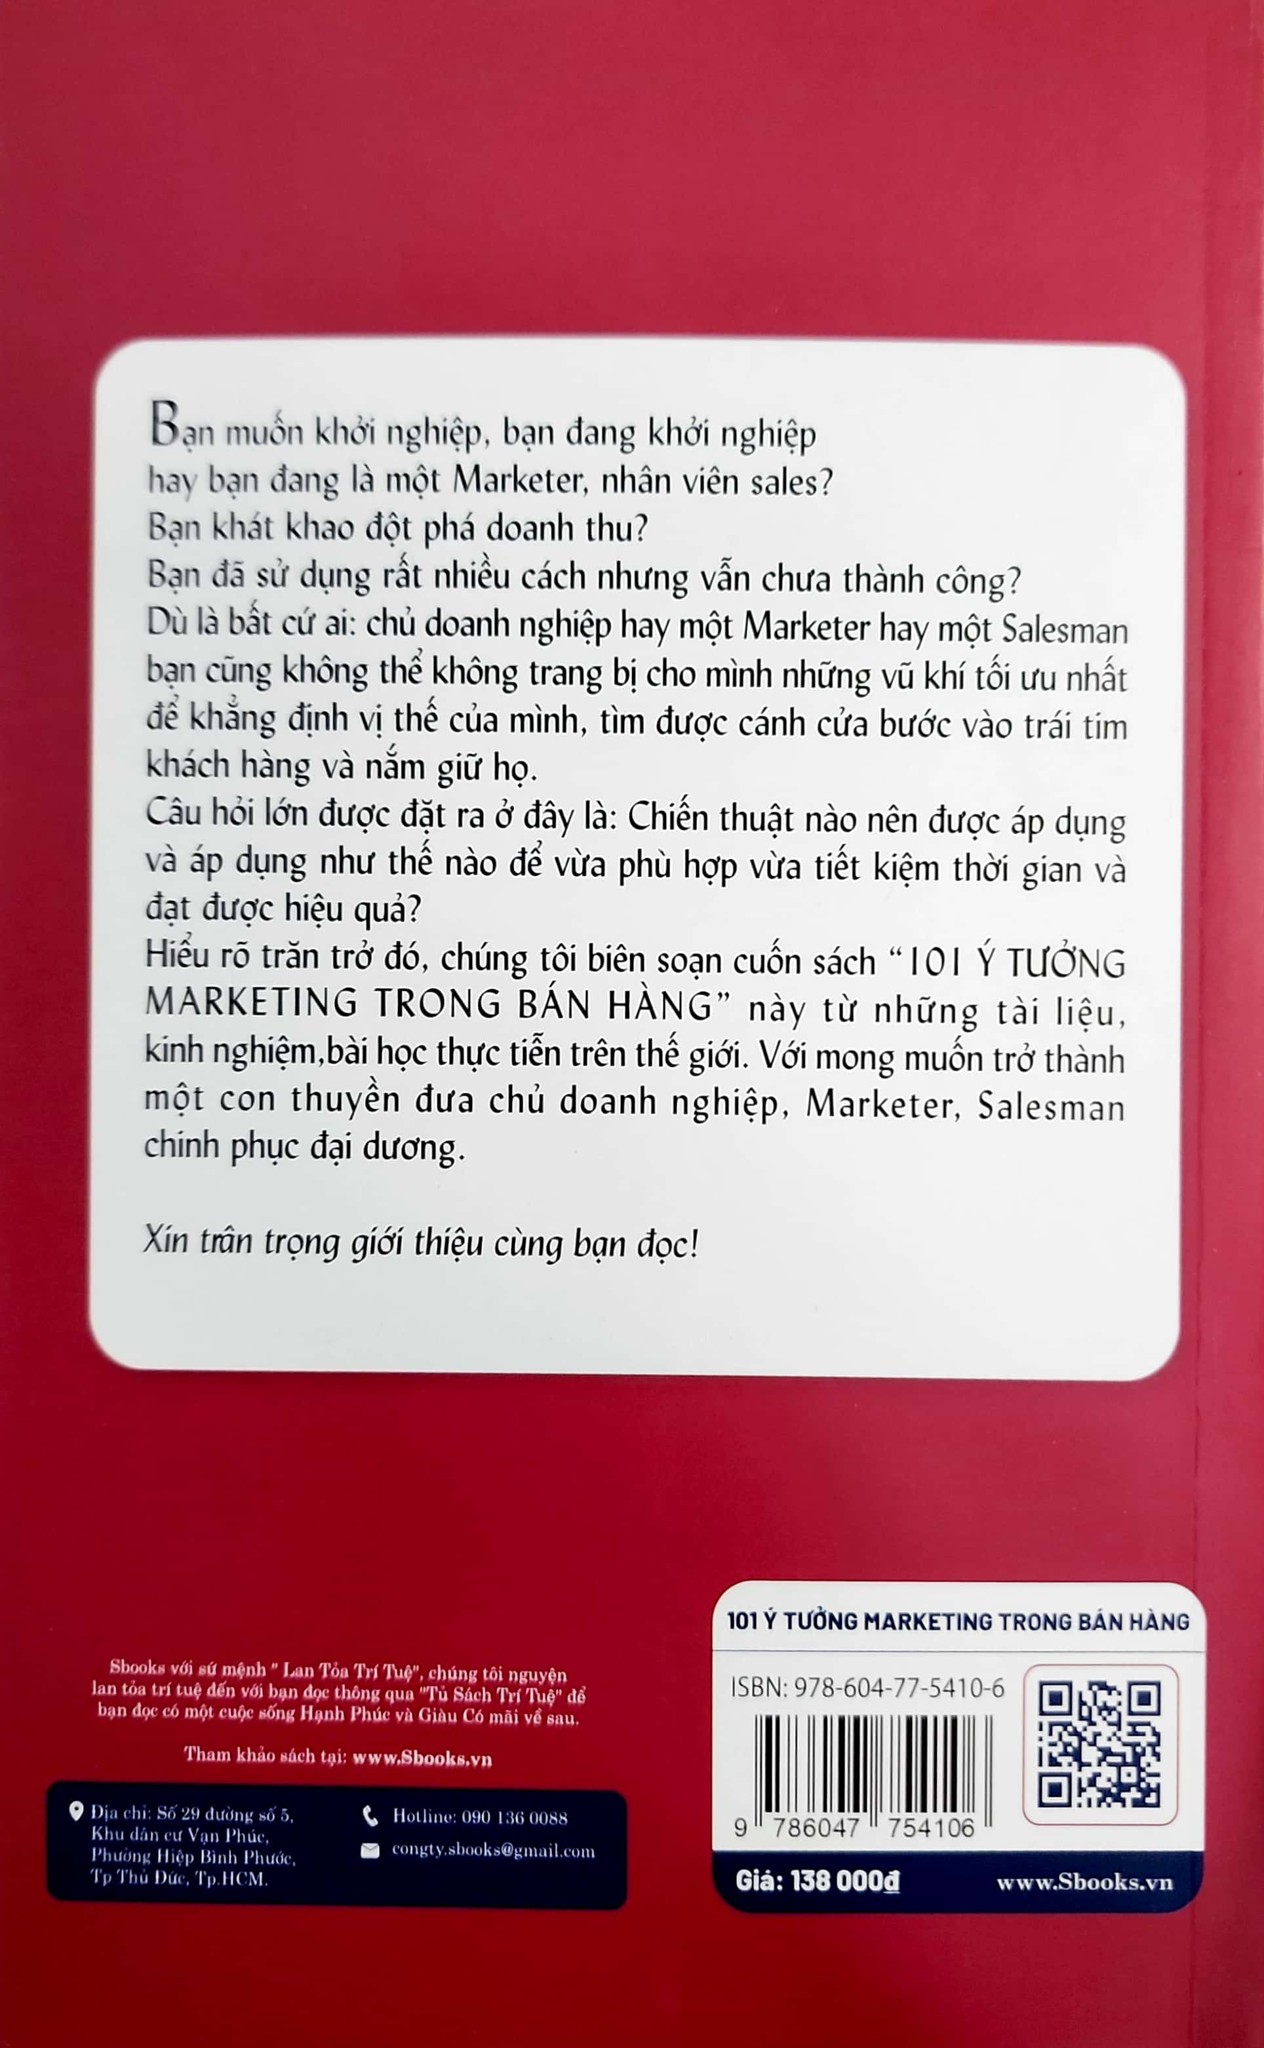 Bạn muốn khởi nghiệp, bạn đang khởi nghiệp
hay bạn đang là một Marketer, nhân viên sales?
Bạn khát khao đột phá doanh thu?
Bạn đã sử dụng rất nhiều cách nhưng vẫn chưa thành công?
Dù là bất cứ ai: chủ doanh nghiệp hay một Marketer hay một Salesman
bạn cũng không thể không trang bị cho mình những vũ khí tối ưu nhất
để khẳng định vị thế của mình, tìm được cánh cửa bước vào trái tim
khách hàng và nắm giữ họ.
Câu hỏi lớn được đặt ra ở đây là: Chiến thuật nào nên được áp dụng
và áp dụng như thế nào để vừa phù hợp vừa tiết kiệm thời gian và
đạt được hiệu quả?
Hiểu rõ trăn trở đó, chúng tôi biên soạn cuốn sách “101 Ý TƯỞNG
MARKETING TRONG BÁN HÀNG” này từ những tài liệu,
kinh nghiệm,bài học thực tiễn trên thế giới. Với mong muốn trở thành
một con thuyền đưa chủ doanh nghiệp, Marketer, Salesman
chinh phục đại dương.
Xin trân trọng giới thiệu cùng bạn đọc!
Sbooks với sứ mệnh " Lan Tỏa Trí Tuệ", chúng tôi nguyện
lan tỏa trí tuệ đến với bạn đọc thông qua "Tủ Sách Trí Tuệ" để
bạn đọc có một cuộc sống Hạnh Phúc và Giàu Có mãi về sau.
Tham khảo sách tại: www.Sbooks.vn
Địa chỉ: Số 29 đường số 5,
Khu dân cư Vạn Phúc,
Phường Hiệp Bình Phước,
Tp Thủ Đức, Tp.HCM.
Hotline: 090 136 0088
congty.sbooks@gmail.com
101 Ý TƯỞNG MARKETING TRONG BÁN HÀNG
ISBN: 978-604-77-5410-6
9 786047 754106
Giá: 138 000đ
www.Sbooks.vn